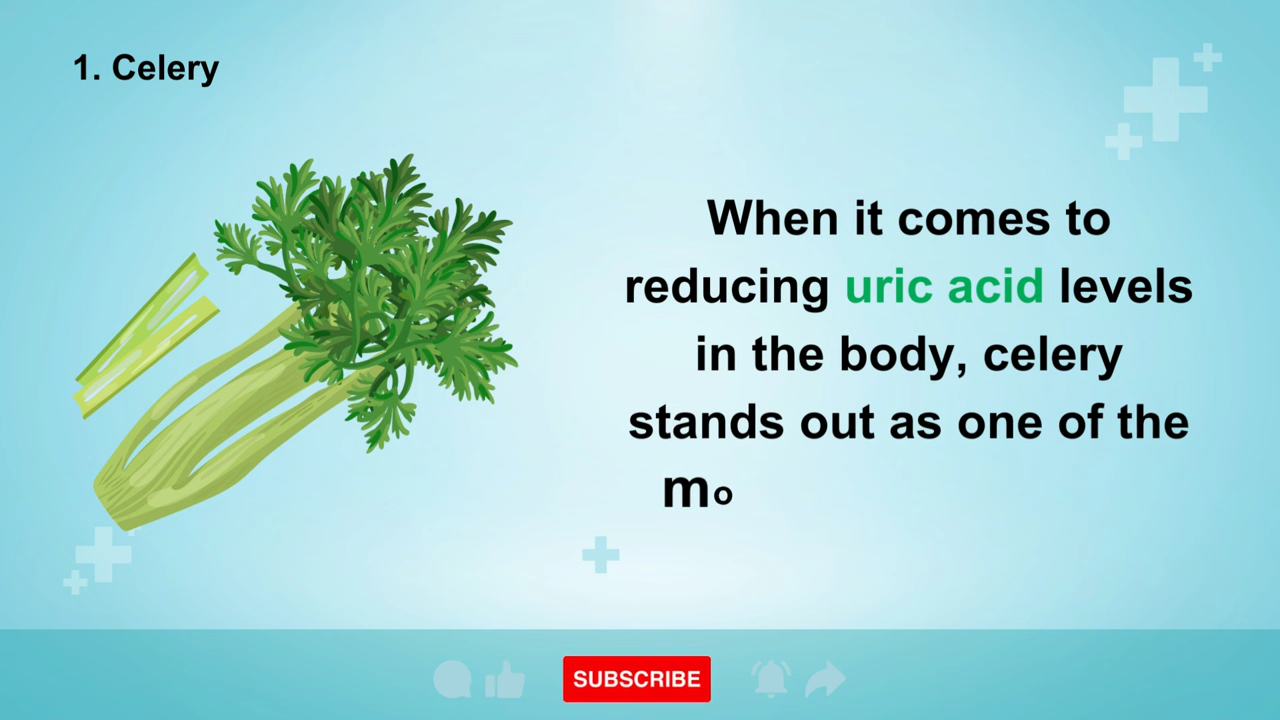 1. Celery
When it comes to
reducing uric acid levels
in the body, celery
stands out as one of the
mo
SUBSCRIBE